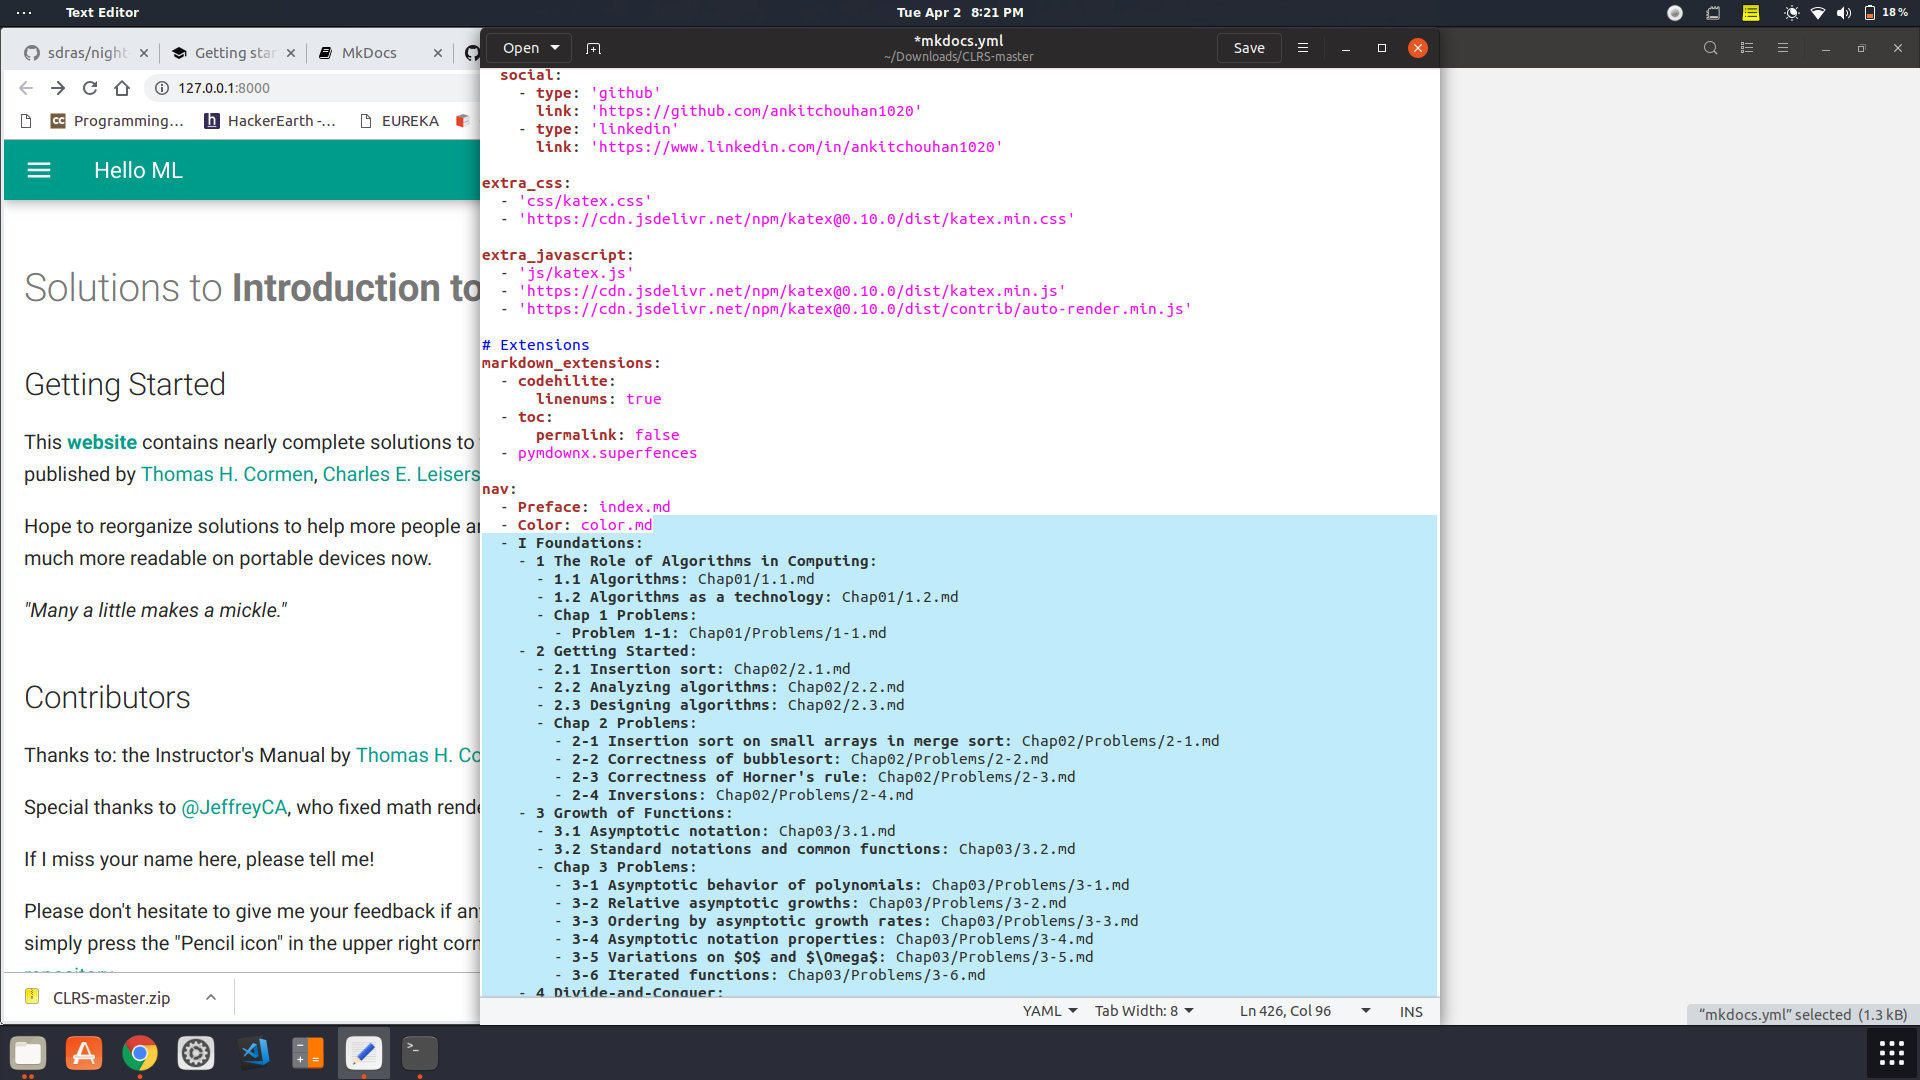 Text Editor
Tue Apr 2 8:21 PM
18 %
sdras/night
Getting star
MkDocs
127.0.0.1:8000
Programming...
HackerEarth -...
EUREKA
Hello ML
Solutions to Introduction to
Getting Started
This website contains nearly complete solutions to
published by Thomas H. Cormen, Charles E. Leisers
Hope to reorganize solutions to help more people a
much more readable on portable devices now.
"Many a little makes a mickle."
Contributors
Thanks to: the Instructor's Manual by Thomas H. Co
Special thanks to @JeffreyCA, who fixed math rende
If I miss your name here, please tell me!
Please don't hesitate to give me your feedback if any
simply press the "Pencil icon" in the upper right corn
CLRS-master.zip
Open
*mkdocs.yml
~/Downloads/CLRS-master
Save
social:
- type: 'github'
link: 'https://github.com/ankitchouhan1020'
- type: 'linkedin'
link: 'https://www.linkedin.com/in/ankitchouhan1020'
extra_css:
- 'css/katex.css'
- 'https://cdn.jsdelivr.net/npm/katex@0.10.0/dist/katex.min.css'
extra_javascript:
- 'js/katex.js'
- 'https://cdn.jsdelivr.net/npm/katex@0.10.0/dist/katex.min.js'
- 'https://cdn.jsdelivr.net/npm/katex@0.10.0/dist/contrib/auto-render.min.js'
# Extensions
markdown_extensions:
- codehilite:
linenums: true
- toc:
permalink: false
- pymdownx.superfences
nav:
- Preface: index.md
- Color: color.md
- I Foundations:
- 1 The Role of Algorithms in Computing:
- 1.1 Algorithms: Chap01/1.1.md
- 1.2 Algorithms as a technology: Chap01/1.2.md
- Chap 1 Problems:
- Problem 1-1: Chap01/Problems/1-1.md
- 2 Getting Started:
- 2.1 Insertion sort: Chap02/2.1.md
- 2.2 Analyzing algorithms: Chap02/2.2.md
- 2.3 Designing algorithms: Chap02/2.3.md
- Chap 2 Problems:
- 2-1 Insertion sort on small arrays in merge sort: Chap02/Problems/2-1.md
- 2-2 Correctness of bubblesort: Chap02/Problems/2-2.md
- 2-3 Correctness of Horner's rule: Chap02/Problems/2-3.md
- 2-4 Inversions: Chap02/Problems/2-4.md
- 3 Growth of Functions:
- 3.1 Asymptotic notation: Chap03/3.1.md
- 3.2 Standard notations and common functions: Chap03/3.2.md
- Chap 3 Problems:
- 3-1 Asymptotic behavior of polynomials: Chap03/Problems/3-1.md
- 3-2 Relative asymptotic growths: Chap03/Problems/3-2.md
- 3-3 Ordering by asymptotic growth rates: Chap03/Problems/3-3.md
- 3-4 Asymptotic notation properties: Chap03/Problems/3-4.md
- 3-5 Variations on $O$ and $\Omega$: Chap03/Problems/3-5.md
- 3-6 Iterated functions: Chap03/Problems/3-6.md
- 4 Divide-and-Conquer:
YAML
Tab Width: 8
Ln 426, Col 96
INS
"mkdocs.yml" selected (1.3 kB)